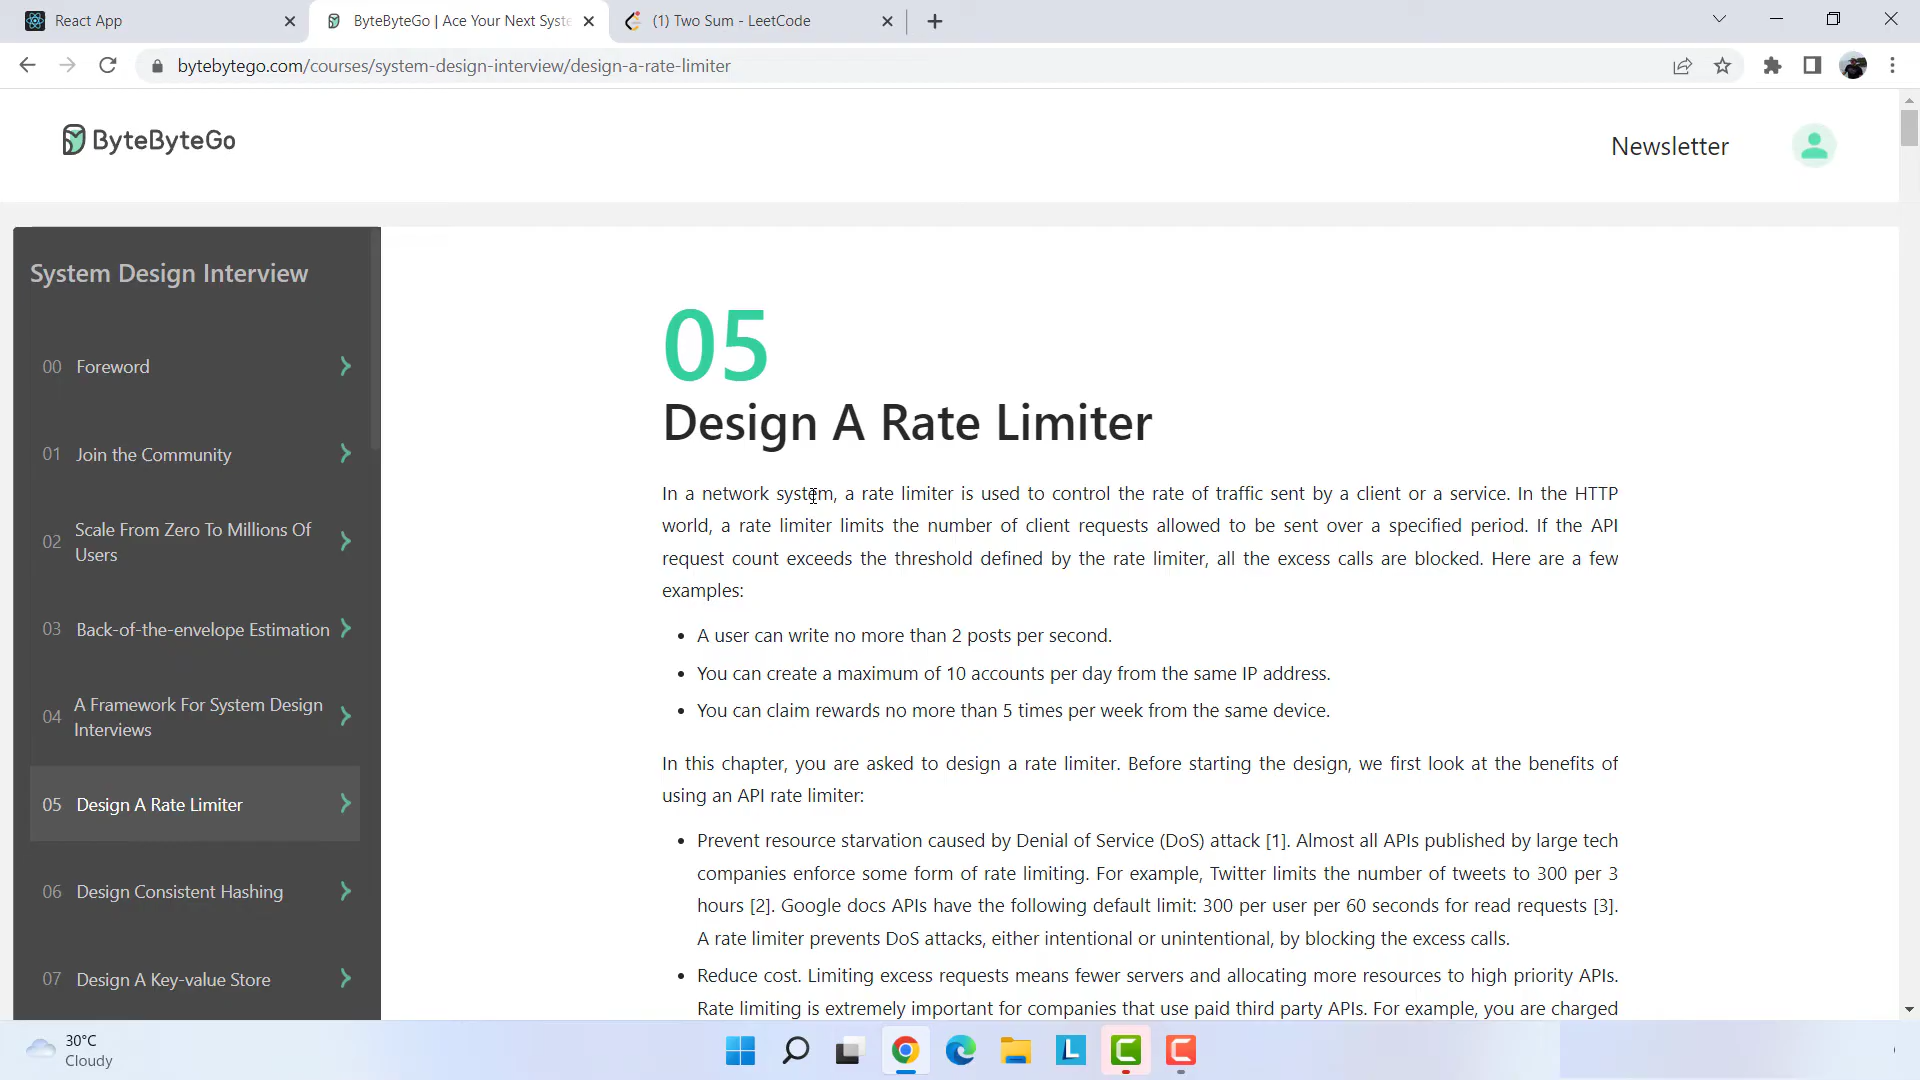 React App
ByteByteGo | Ace Your Next Syste
(1) Two Sum - LeetCode
bytebytego.com/courses/system-design-interview/design-a-rate-limiter
ByteByteGo
Newsletter
System Design Interview
00 Foreword
01 Join the Community
02 Scale From Zero To Millions Of
Users
03 Back-of-the-envelope Estimation
04 A Framework For System Design
Interviews
05 Design A Rate Limiter
06 Design Consistent Hashing
07 Design A Key-value Store
05
Design A Rate Limiter
In a network system, a rate limiter is used to control the rate of traffic sent by a client or a service. In the HTTP
world, a rate limiter limits the number of client requests allowed to be sent over a specified period. If the API
request count exceeds the threshold defined by the rate limiter, all the excess calls are blocked. Here are a few
examples:
• A user can write no more than 2 posts per second.
• You can create a maximum of 10 accounts per day from the same IP address.
• You can claim rewards no more than 5 times per week from the same device.
In this chapter, you are asked to design a rate limiter. Before starting the design, we first look at the benefits of
using an API rate limiter:
• Prevent resource starvation caused by Denial of Service (DoS) attack [1]. Almost all APIs published by large tech
companies enforce some form of rate limiting. For example, Twitter limits the number of tweets to 300 per 3
hours [2]. Google docs APIs have the following default limit: 300 per user per 60 seconds for read requests [3].
A rate limiter prevents DoS attacks, either intentional or unintentional, by blocking the excess calls.
• Reduce cost. Limiting excess requests means fewer servers and allocating more resources to high priority APIs.
Rate limiting is extremely important for companies that use paid third party APIs. For example, you are charged
30°C
Cloudy